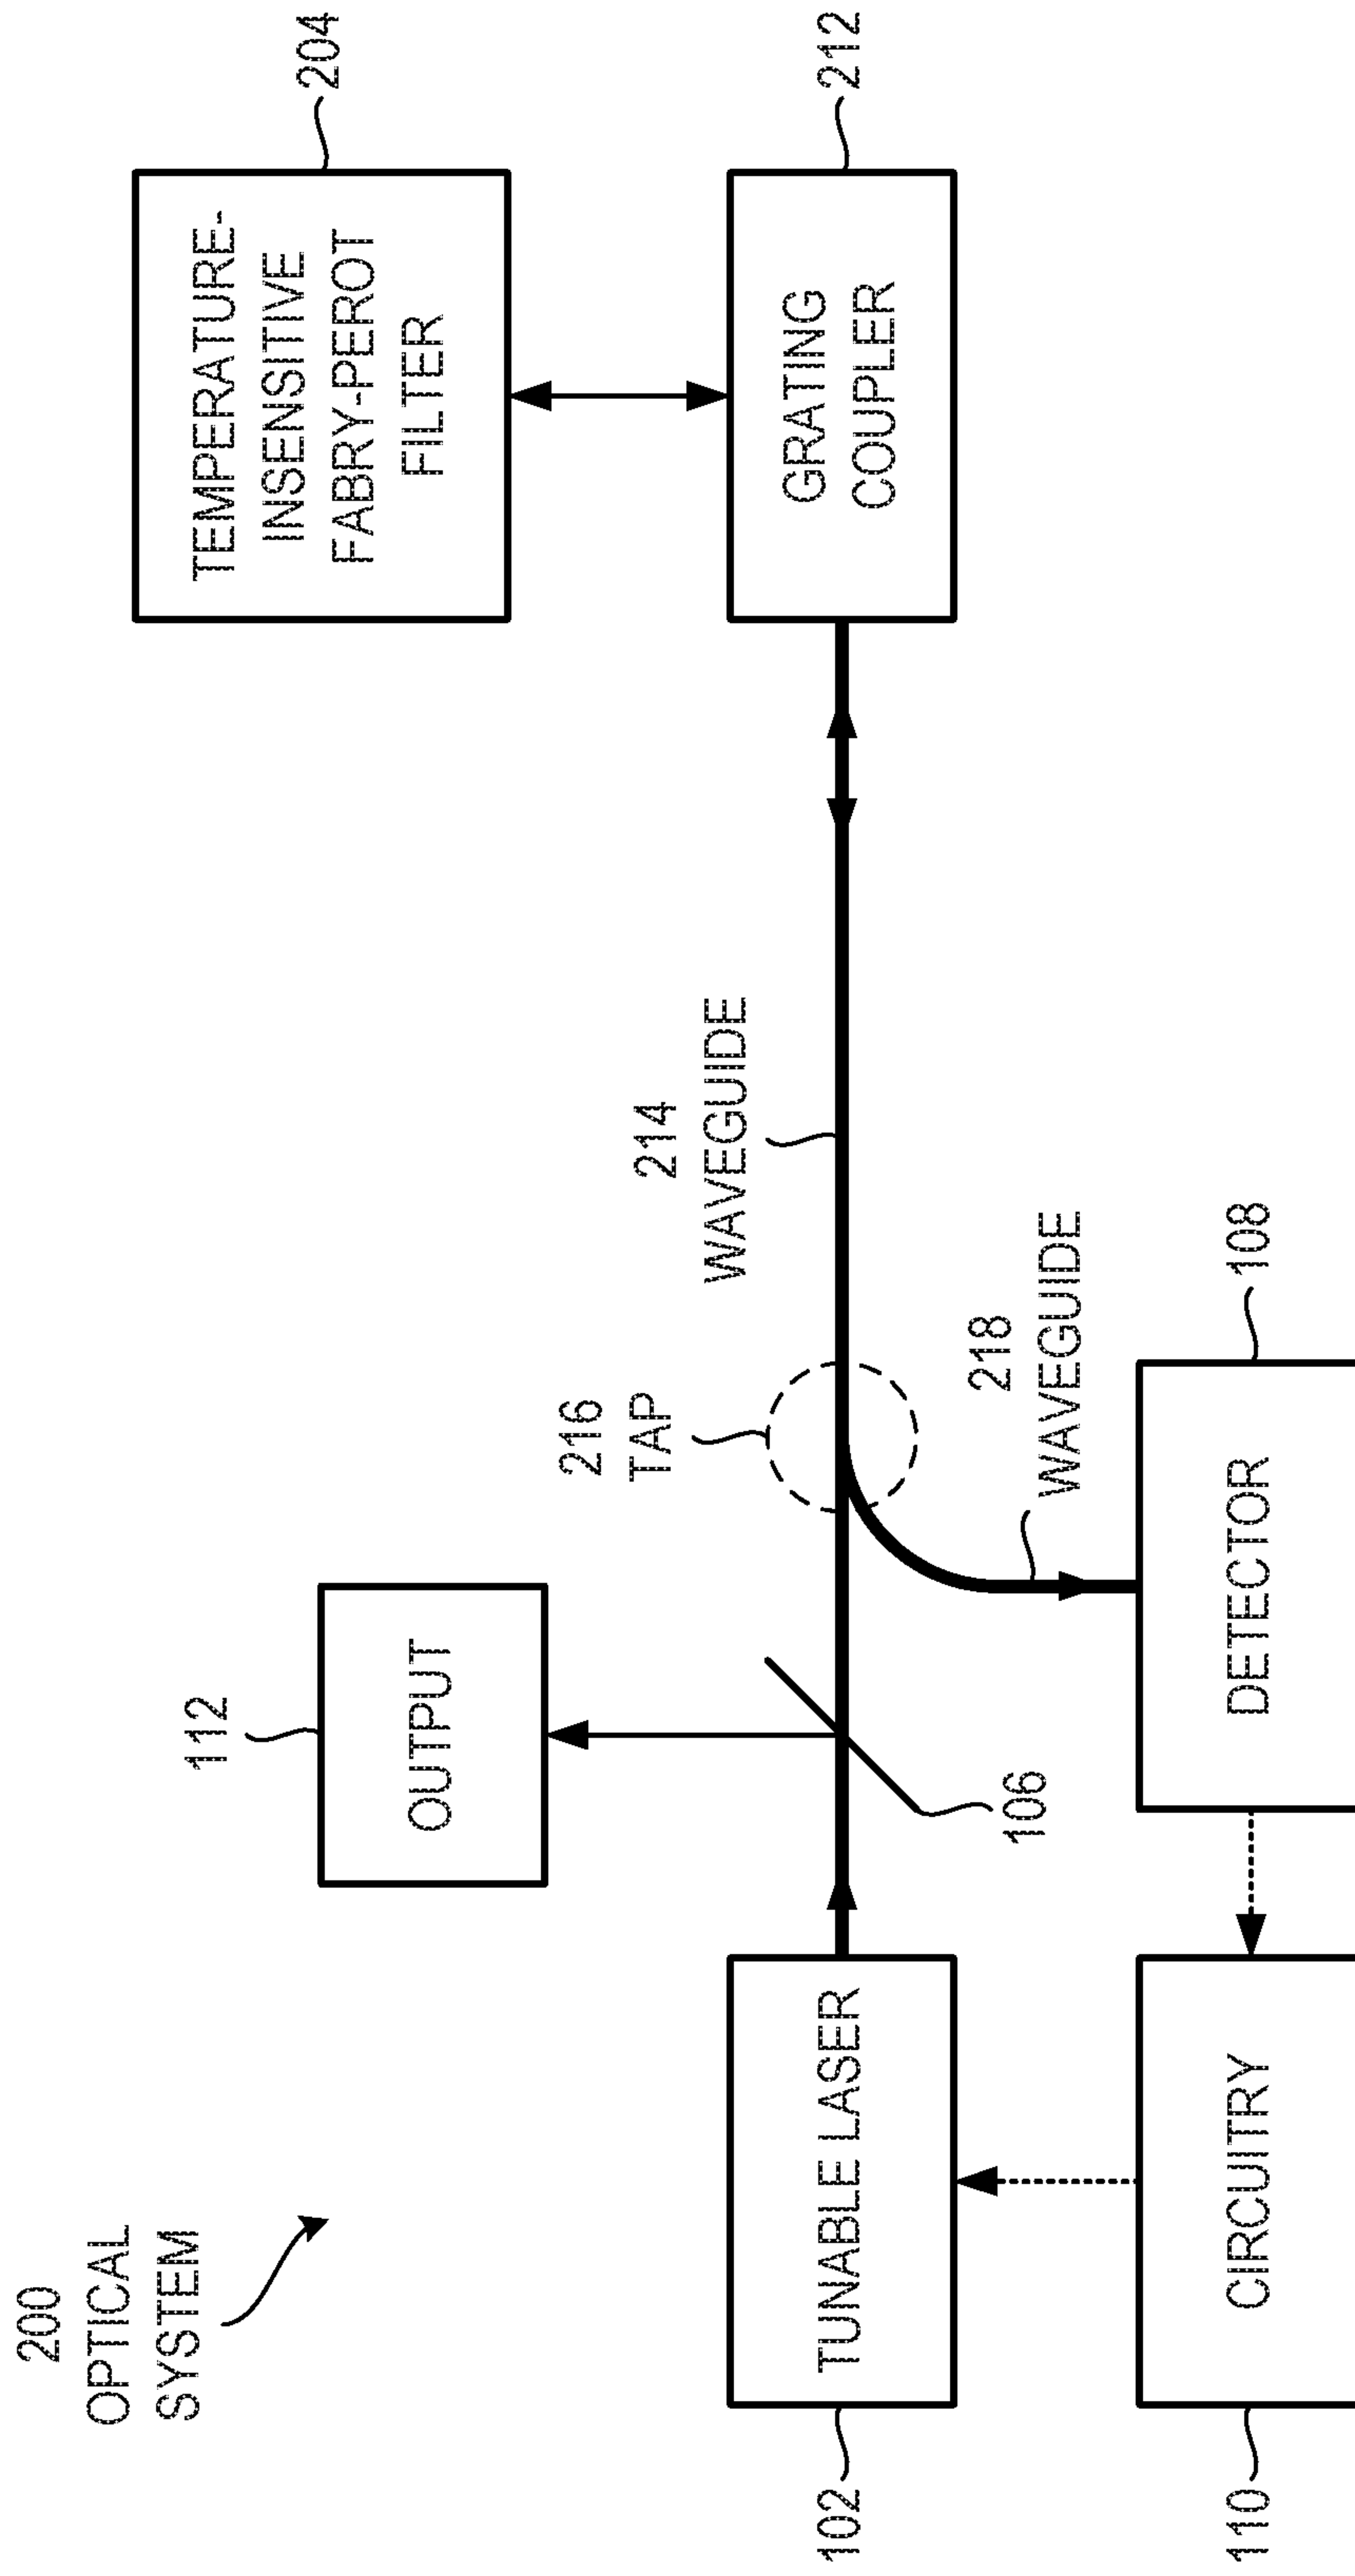 200
OPTICAL
SYSTEM
112
OUTPUT
204
TEMPERATURE-
INSENSITIVE
FABRY-PEROT
FILTER
216
TAP
214
WAVEGUIDE
102
TUNABLE LASER
106
212
GRATING
COUPLER
218
WAVEGUIDE
110
CIRCUITRY
108
DETECTOR